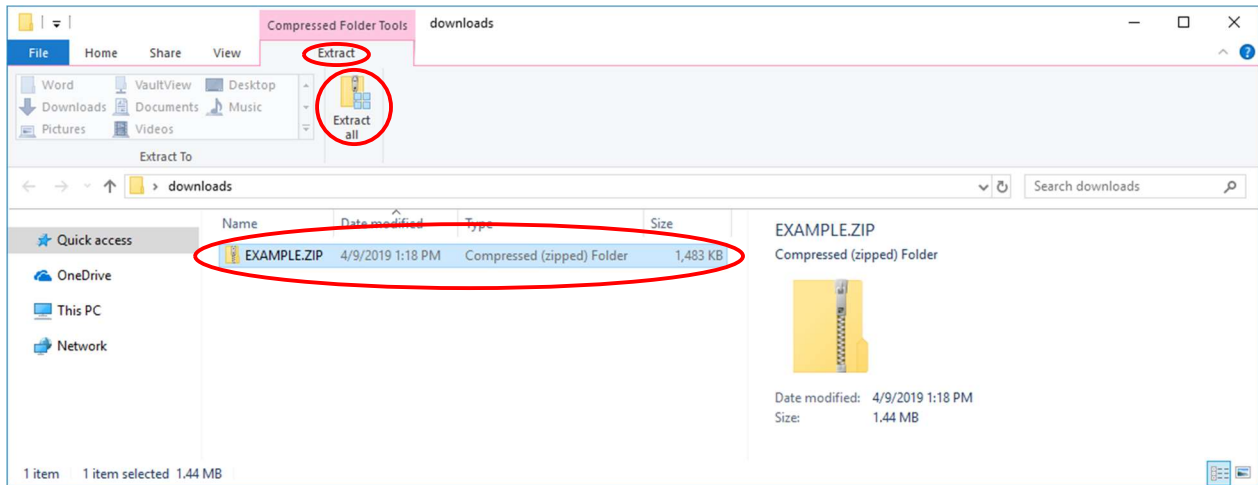 Compressed Folder Tools downloads
File Home Share View Extract
Word VaultView Desktop
Downloads Documents Music
Pictures Videos
Extract all
Extract To
downloads
Search downloads
Name Date modified Type Size
EXAMPLE.ZIP 4/9/2019 1:18 PM Compressed (zipped) Folder 1,483 KB
Quick access
OneDrive
This PC
Network
EXAMPLE.ZIP
Compressed (zipped) Folder
Date modified: 4/9/2019 1:18 PM
Size: 1.44 MB
1 item 1 item selected 1.44 MB